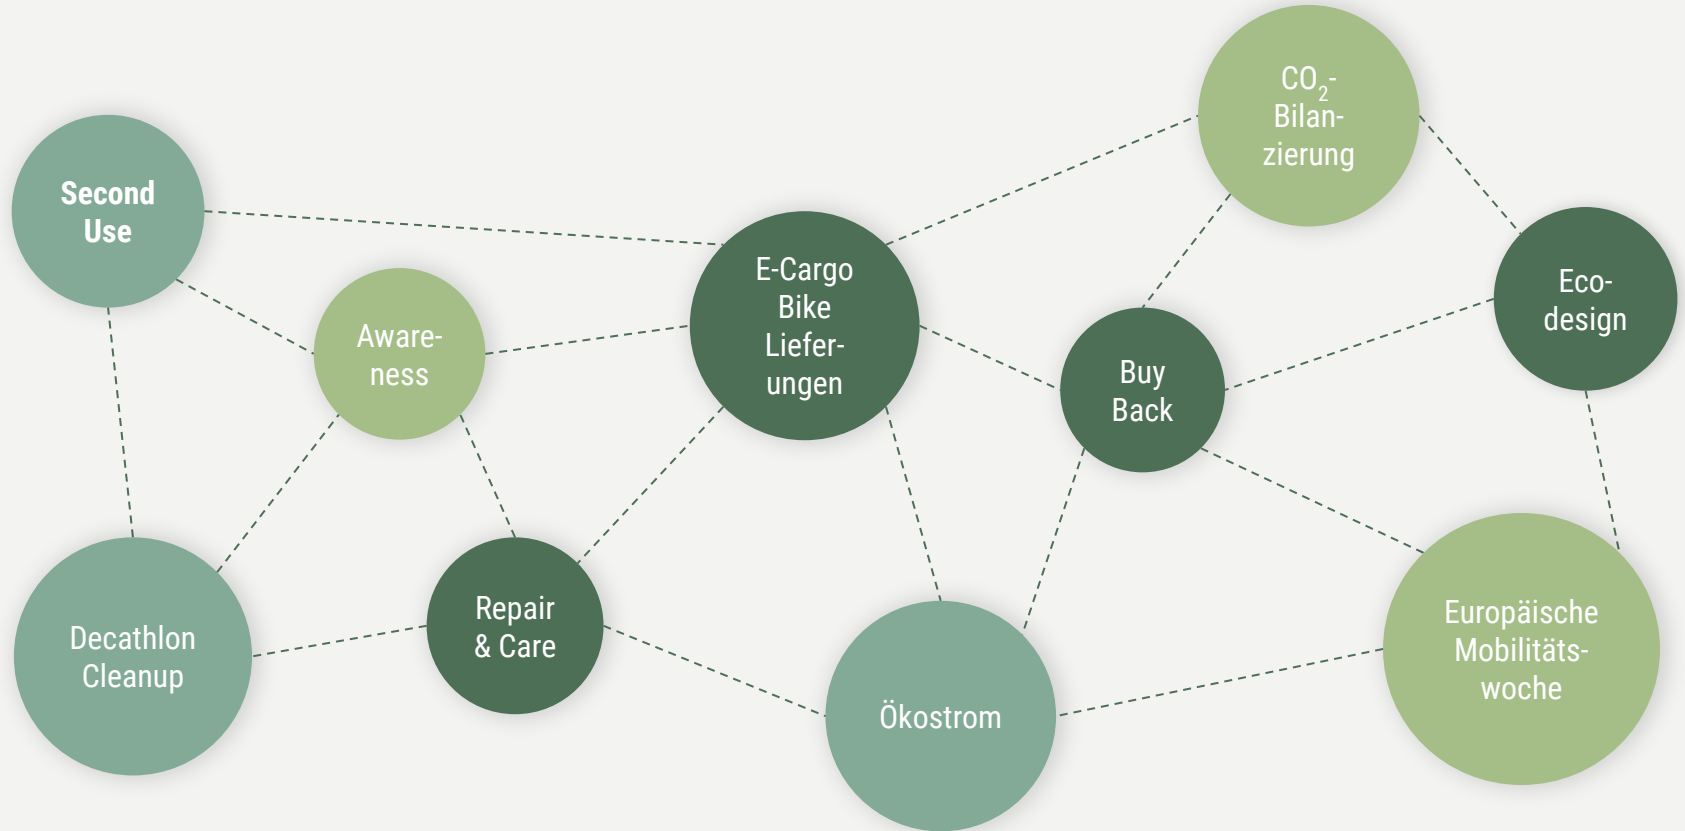 Second
Use
Aware-
ness
E-Cargo
Bike
Liefer-
ungen
CO₂-
Bilan-
zierung
Eco-
design
Buy
Back
Decathlon
Cleanup
Repair
& Care
Ökostrom
Europäische
Mobilitäts-
woche